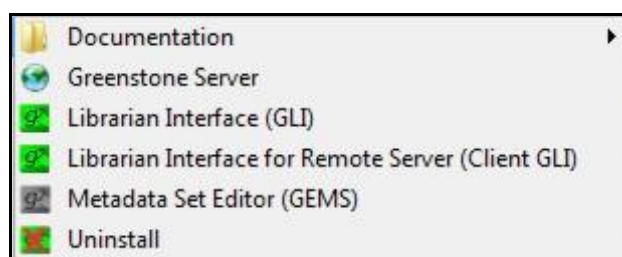 Documentation
Greenstone Server
Librarian Interface (GLI)
Librarian Interface for Remote Server (Client GLI)
Metadata Set Editor (GEMS)
Uninstall